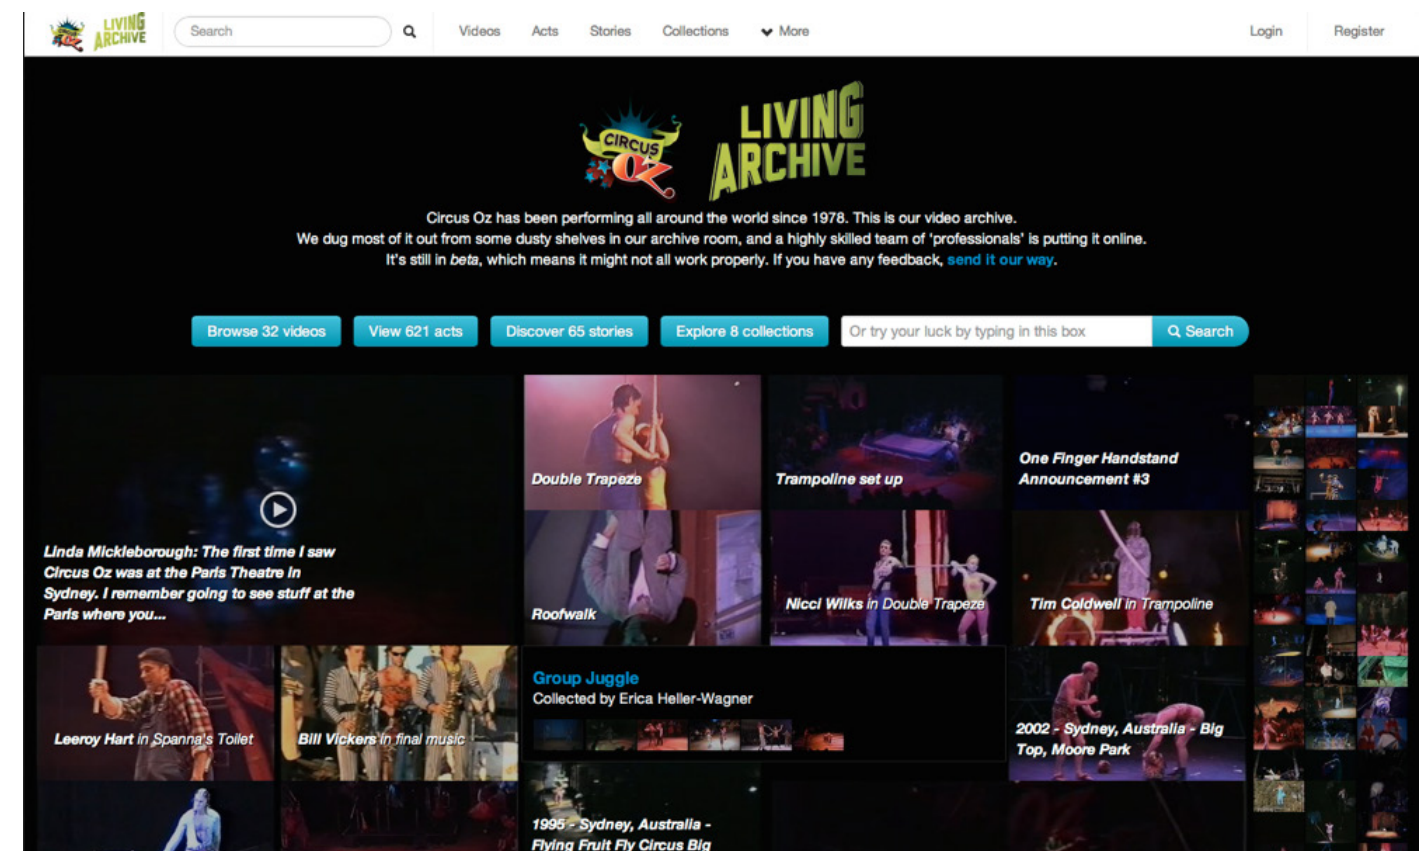 LIVING
ARCHIVE
Search
Videos
Acts
Stories
Collections
More
Login
Register
CIRCUS
OZ
LIVING
ARCHIVE
Circus Oz has been performing all around the world since 1978. This is our video archive.
We dug most of it out from some dusty shelves in our archive room, and a highly skilled team of 'professionals' is putting it online.
It's still in beta, which means it might not all work properly. If you have any feedback, send it our way.
Browse 32 videos
View 621 acts
Discover 65 stories
Explore 8 collections
Or try your luck by typing in this box
Search
Double Trapeze
Trampoline set up
One Finger Handstand
Announcement #3
Linda Mickleborough: The first time I saw
Circus Oz was at the Paris Theatre in
Sydney. I remember going to see stuff at the
Paris where you...
Roofwalk
Nicci Wilks in Double Trapeze
Tim Coldwell in Trampoline
Leeroy Hart in Spanna's Toilet
Bill Vickers in final music
Group Juggle
Collected by Erica Heller-Wagner
2002 - Sydney, Australia - Big
Top, Moore Park
1995 - Sydney, Australia -
Flying Fruit Fly Circus Big